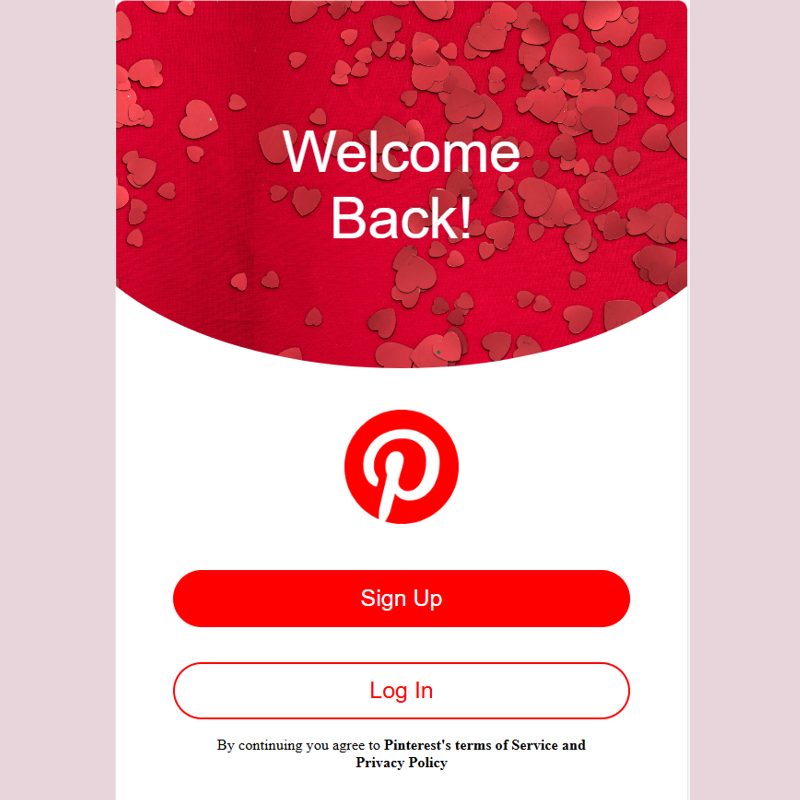 Welcome
Back!
Sign Up
Log In
By continuing you agree to Pinterest's terms of Service and
Privacy Policy